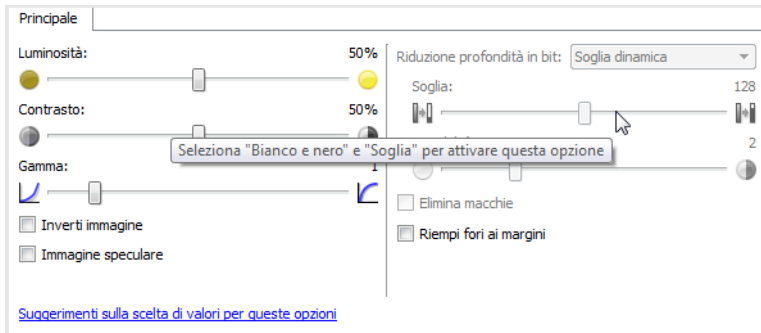 Principale
Luminosità:
50%
Contrasto:
50%
Gamma:
1
Inverti immagine
Immagine speculare
Suggerimenti sulla scelta di valori per queste opzioni
Riduzione profondità in bit:
Soglia dinamica
Soglia:
128
Seleziona "Bianco e nero" e "Soglia" per attivare questa opzione
2
Elimina macchie
Riempi fori ai margini